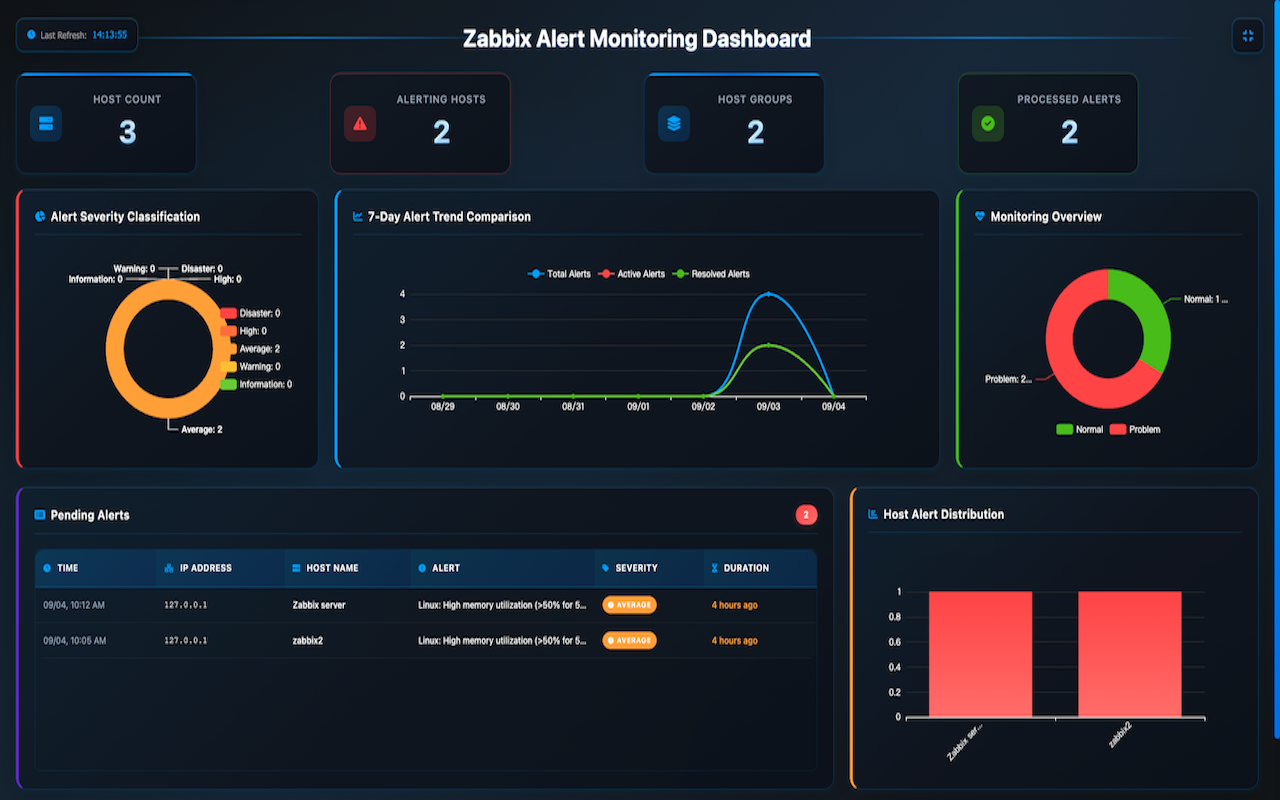 Last Refresh: 14:13:55
Zabbix Alert Monitoring Dashboard
HOST COUNT
3
ALERTING HOSTS
2
HOST GROUPS
2
PROCESSED ALERTS
2
Alert Severity Classification
Warning: 0
Disaster: 0
Information: 0
High: 0
Disaster: 0
High: 0
Average: 2
Warning: 0
Information: 0
Average: 2
7-Day Alert Trend Comparison
Total Alerts Active Alerts Resolved Alerts
4
3
2
1
0
08/29 08/30 08/31 09/01 09/02 09/03 09/04
Monitoring Overview
Normal: 1 ...
Problem: 2...
Normal Problem
Pending Alerts
2
TIME IP ADDRESS HOST NAME ALERT SEVERITY DURATION
09/04, 10:12 AM 127.0.0.1 Zabbix server Linux: High memory utilization (>50% for 5... AVERAGE 4 hours ago
09/04, 10:05 AM 127.0.0.1 zabbix2 Linux: High memory utilization (>50% for 5... AVERAGE 4 hours ago
Host Alert Distribution
1
0.8
0.6
0.4
0.2
0
Zabbix ser... zabbix2